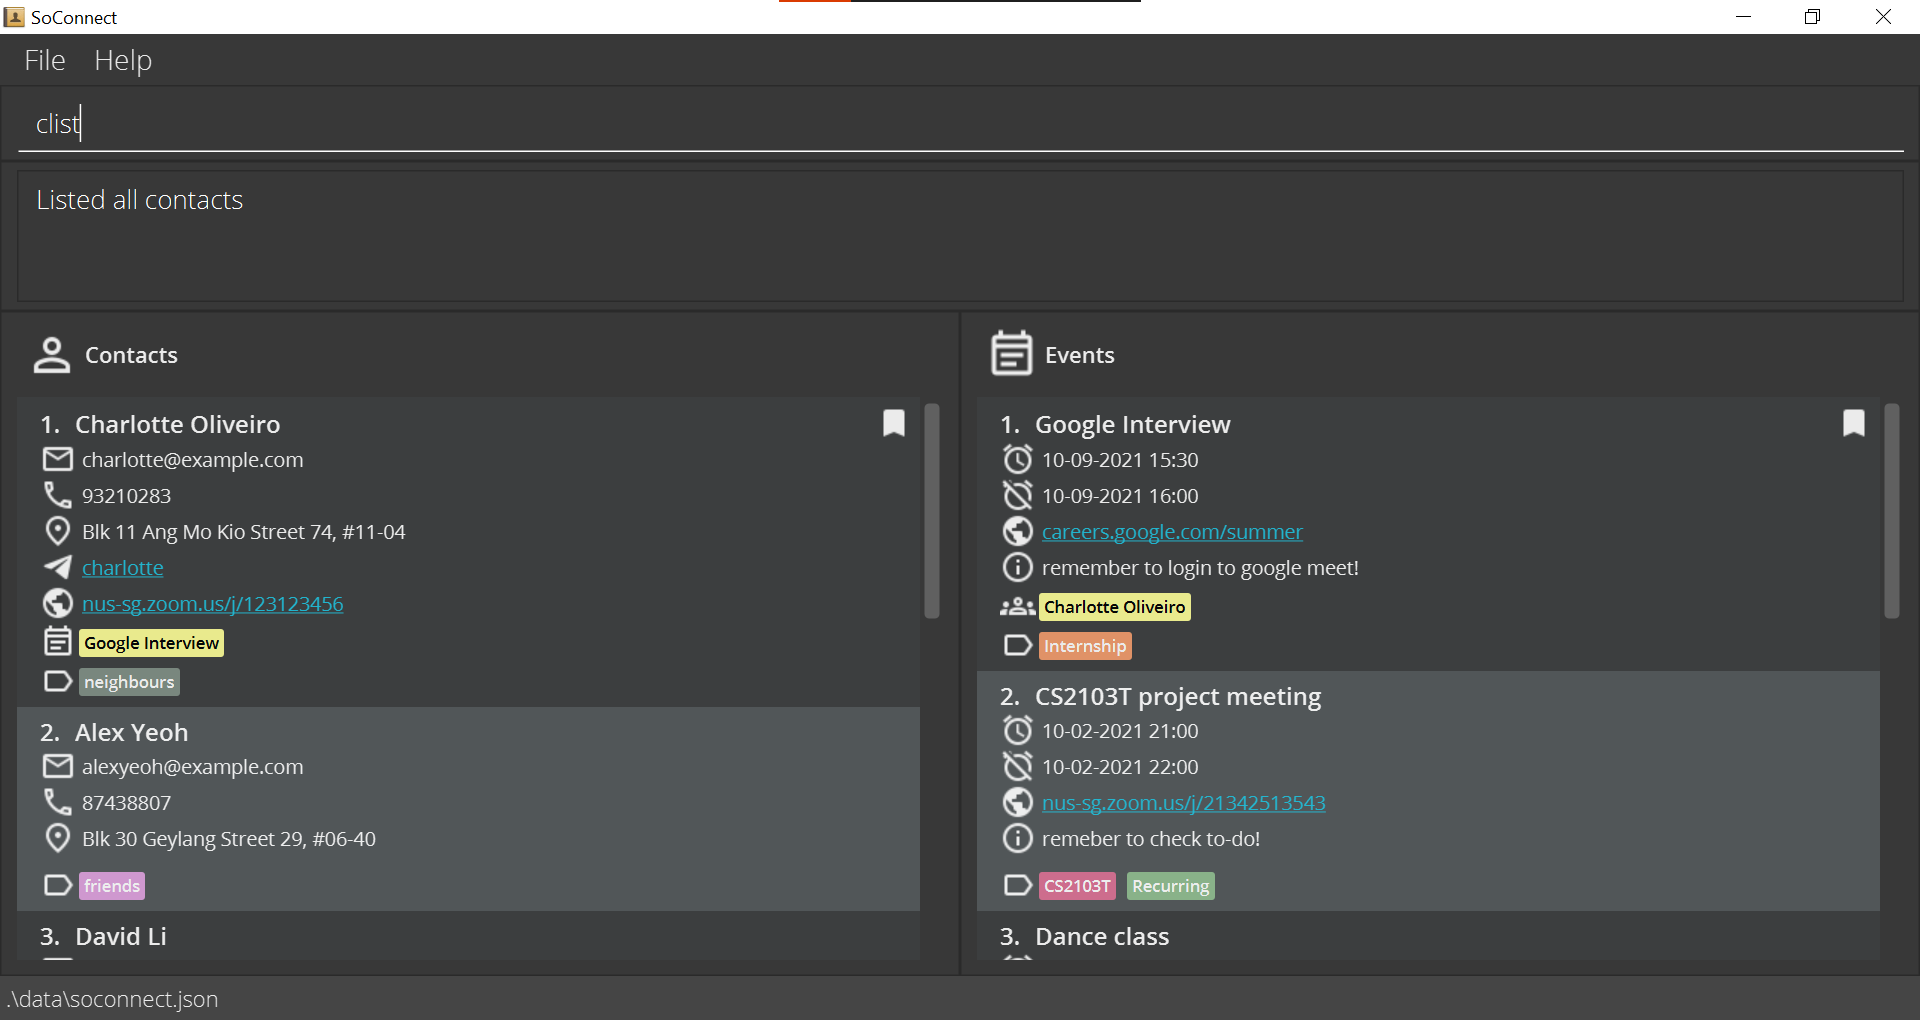 SoConnect
File Help
clist
Listed all contacts
Contacts
1. Charlotte Oliveiro
charlotte@example.com
93210283
Blk 11 Ang Mo Kio Street 74, #11-04
charlotte
nus-sg.zoom.us/j/123123456
Google Interview
neighbours
2. Alex Yeoh
alexyeoh@example.com
87438807
Blk 30 Geylang Street 29, #06-40
friends
3. David Li
Events
1. Google Interview
10-09-2021 15:30
10-09-2021 16:00
careers.google.com/summer
remember to login to google meet!
Charlotte Oliveiro
Internship
2. CS2103T project meeting
10-02-2021 21:00
10-02-2021 22:00
nus-sg.zoom.us/j/21342513543
remeber to check to-do!
CS2103T Recurring
3. Dance class
.\data\soconnect.json